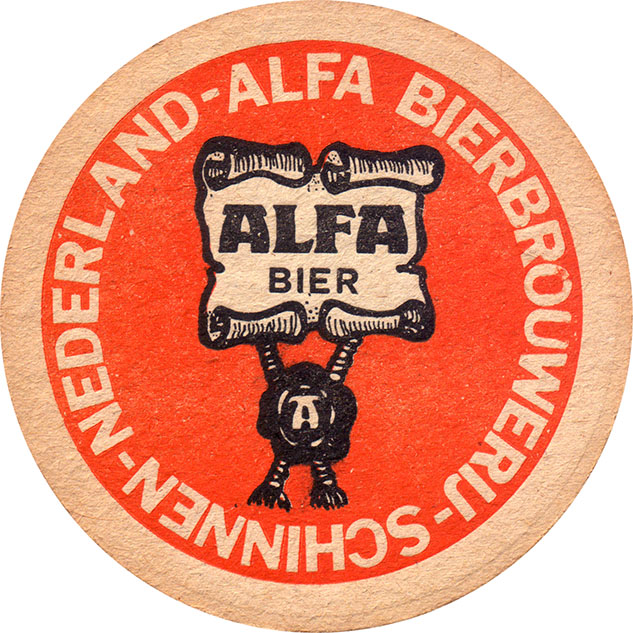 ALFA BIERBROUWERIJ-SCHINNEN-NEDERLAND-
ALFA
BIER
A